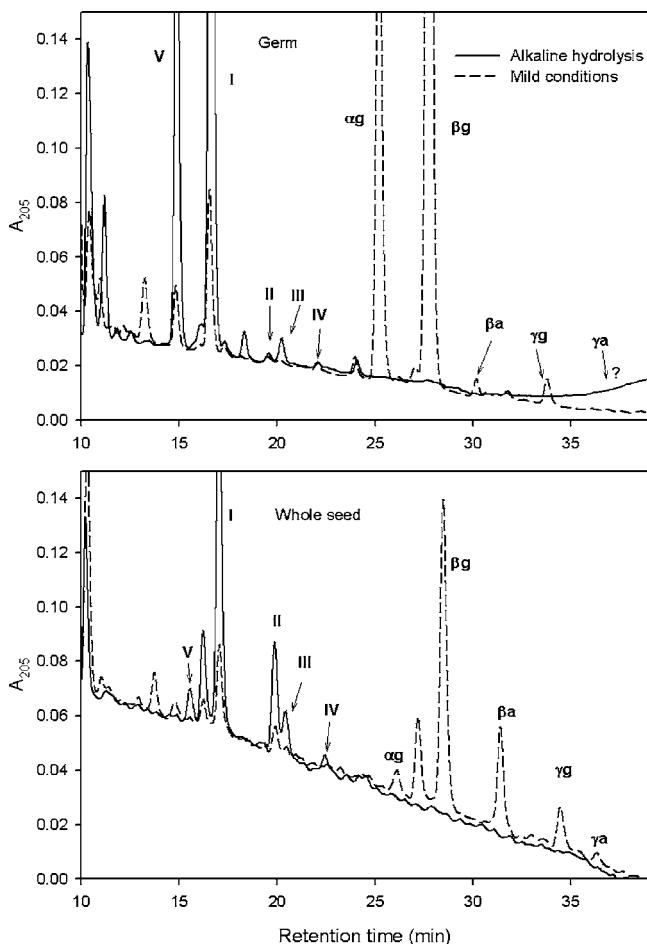 0.14
0.12
0.10
0.08
0.06
0.04
0.02
0.00
A205
V
Germ
I
Alkaline hydrolysis
Mild conditions
αg
βg
II
III
IV
βa
γg
γa
?
10 15 20 25 30 35
0.14
0.12
0.10
0.08
0.06
0.04
0.02
0.00
A205
I
Whole seed
βg
V
II
III
IV
αg
βa
γg
γa
10 15 20 25 30 35
Retention time (min)